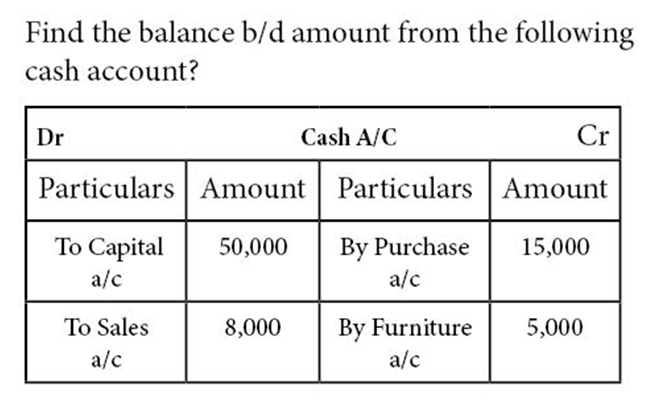 Find the balance b/d amount from the following
cash account?
Dr Cash A/C Cr
Particulars Amount Particulars Amount
To Capital 50,000 By Purchase 15,000
a/c a/c
To Sales 8,000 By Furniture 5,000
a/c a/c